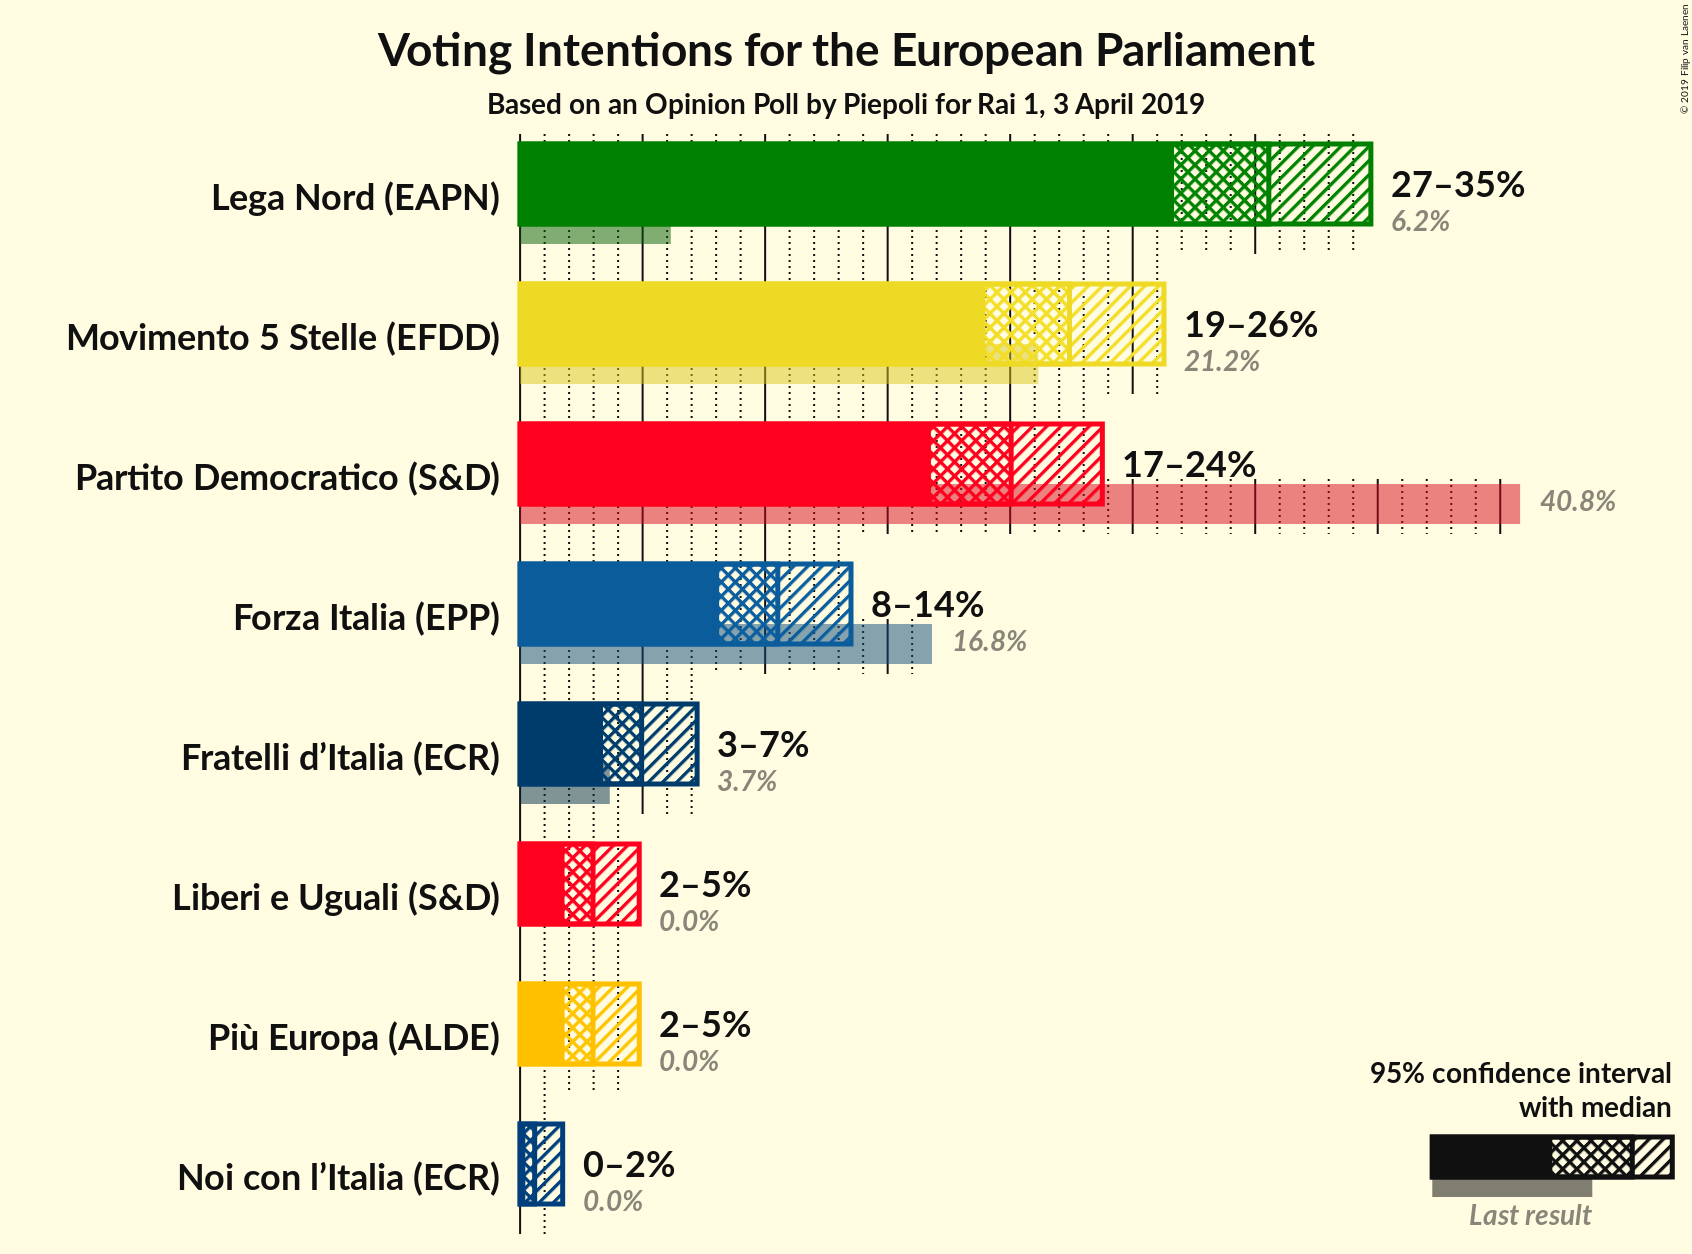 Voting Intentions for the European Parliament
Based on an Opinion Poll by Piepoli for Rai 1, 3 April 2019
© 2019 Filip van Laenen
Lega Nord (EAPN)
27–35%
6.2%
Movimento 5 Stelle (EFDD)
19–26%
21.2%
Partito Democratico (S&D)
17–24%
40.8%
Forza Italia (EPP)
8–14%
16.8%
Fratelli d’Italia (ECR)
3–7%
3.7%
Liberi e Uguali (S&D)
2–5%
0.0%
Più Europa (ALDE)
2–5%
0.0%
Noi con l’Italia (ECR)
0–2%
0.0%
95% confidence interval
with median
Last result